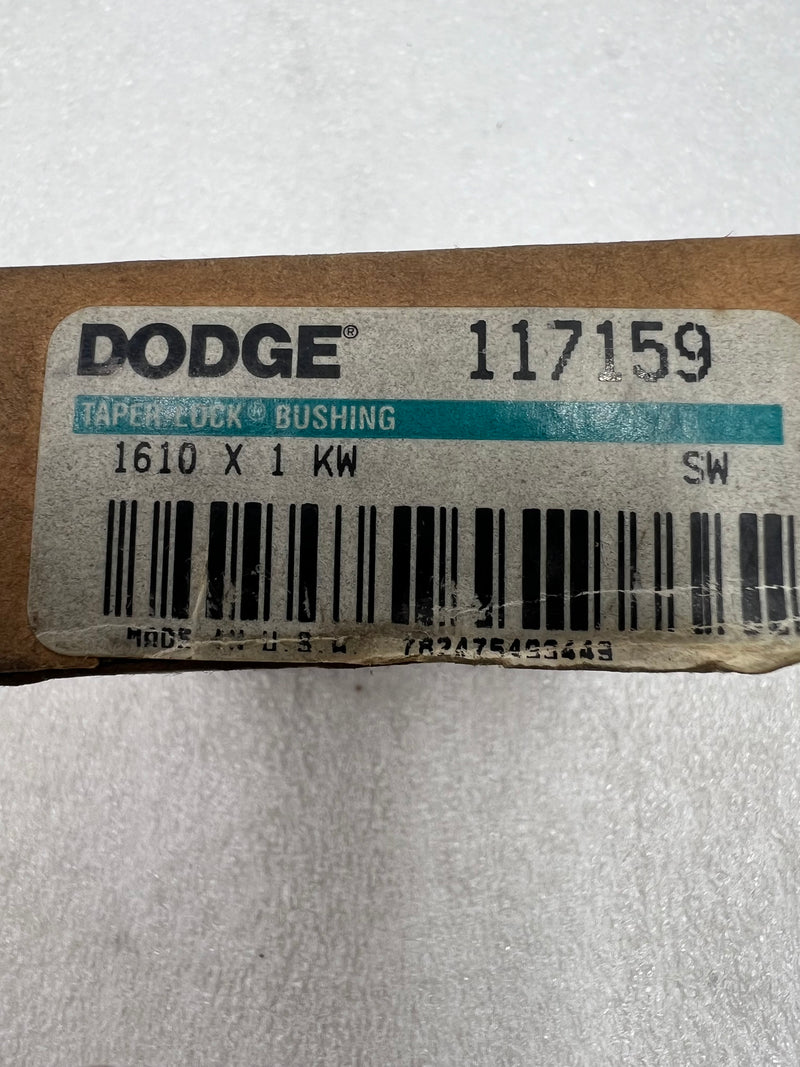 DODGE® 117159
TAPER-LOCK® BUSHING
1610 X 1 KW SW
MADE IN U.S.A.